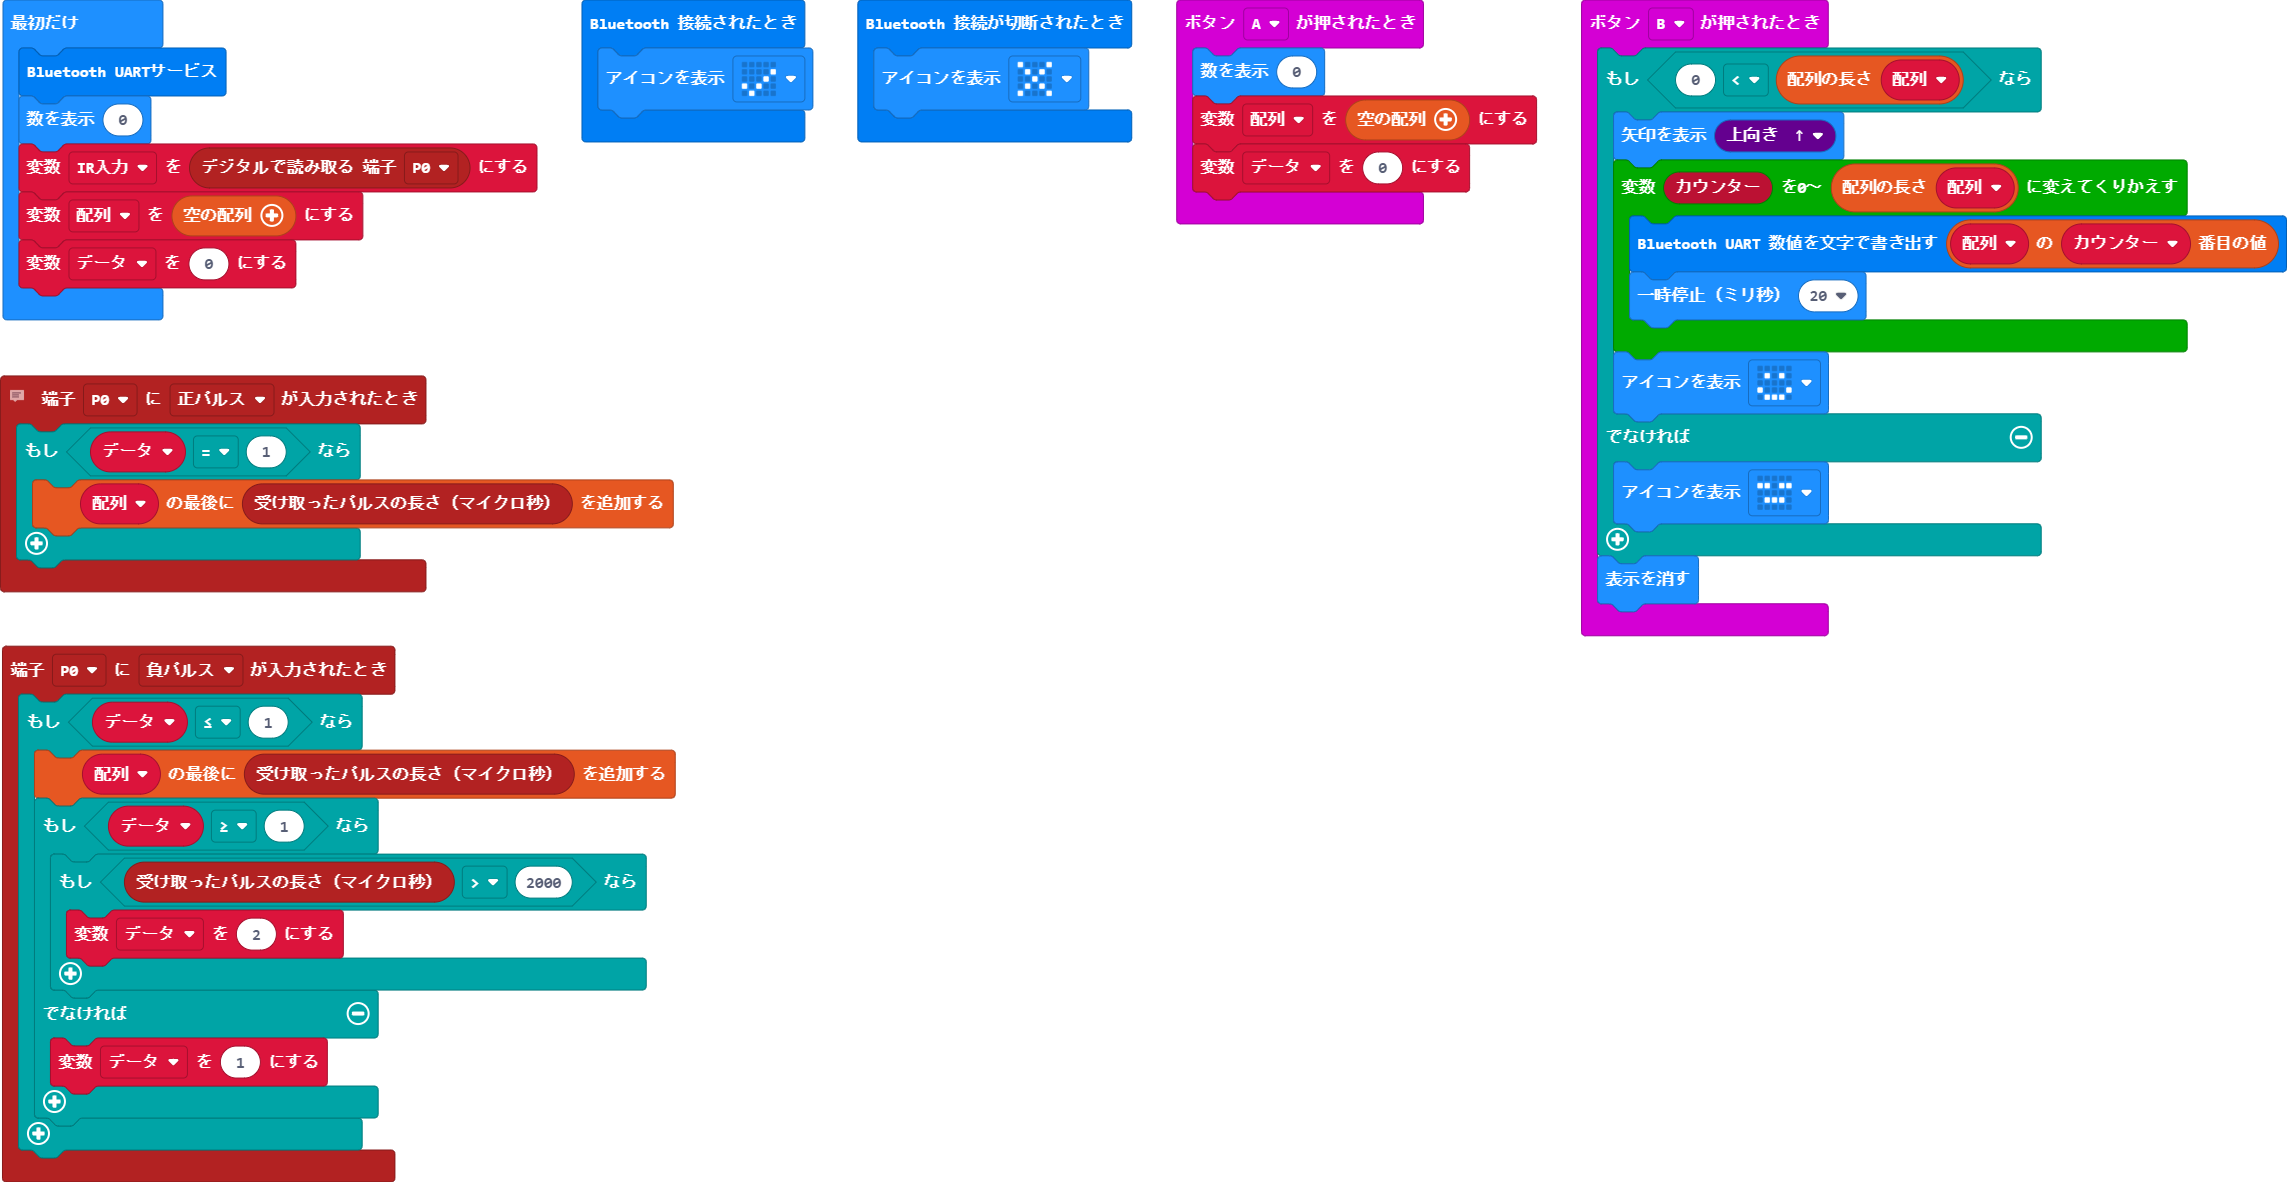 最初だけ
Bluetooth UARTサービス
数を表示 0
変数 IR入力 を デジタルで読み取る 端子 P0 にする
変数 配列 を 空の配列 にする
変数 データ を 0 にする
Bluetooth 接続されたとき
アイコンを表示
Bluetooth 接続が切断されたとき
アイコンを表示
ボタン A が押されたとき
数を表示 0
変数 配列 を 空の配列 にする
変数 データ を 0 にする
ボタン B が押されたとき
もし 0 < 配列の長さ 配列 なら
矢印を表示 上向き ↑
変数 カウンター を0～ 配列の長さ 配列 に変えてくりかえす
Bluetooth UART 数値を文字で書き出す 配列 の カウンター 番目の値
一時停止（ミリ秒） 20
アイコンを表示
でなければ
アイコンを表示
表示を消す
端子 P0 に 正パルス が入力されたとき
もし データ = 1 なら
配列 の最後に 受け取ったパルスの長さ（マイクロ秒） を追加する
端子 P0 に 負パルス が入力されたとき
もし データ ≤ 1 なら
配列 の最後に 受け取ったパルスの長さ（マイクロ秒） を追加する
もし データ ≥ 1 なら
もし 受け取ったパルスの長さ（マイクロ秒） > 2000 なら
変数 データ を 2 にする
でなければ
変数 データ を 1 にする